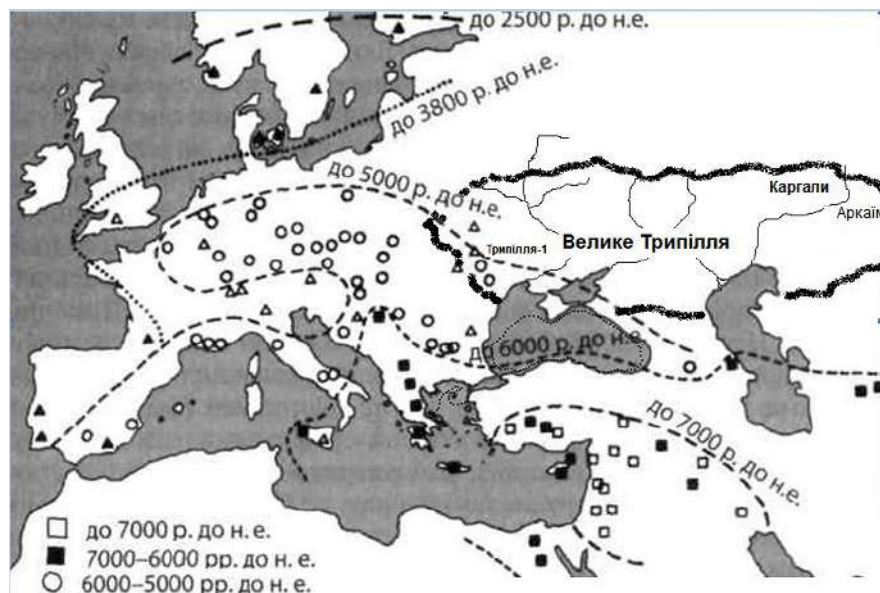 до 2500 р. до н.е.
до 3800 р. до н.е.
до 5000 р. до н.е.
Каргали
Аркаїм
Трипілля-1
Велике Трипілля
до 6000 р. до н.е.
до 7000 р. до н.е.
до 7000 р. до н. е.
7000–6000 рр. до н.е.
6000–5000 рр. до н.е.